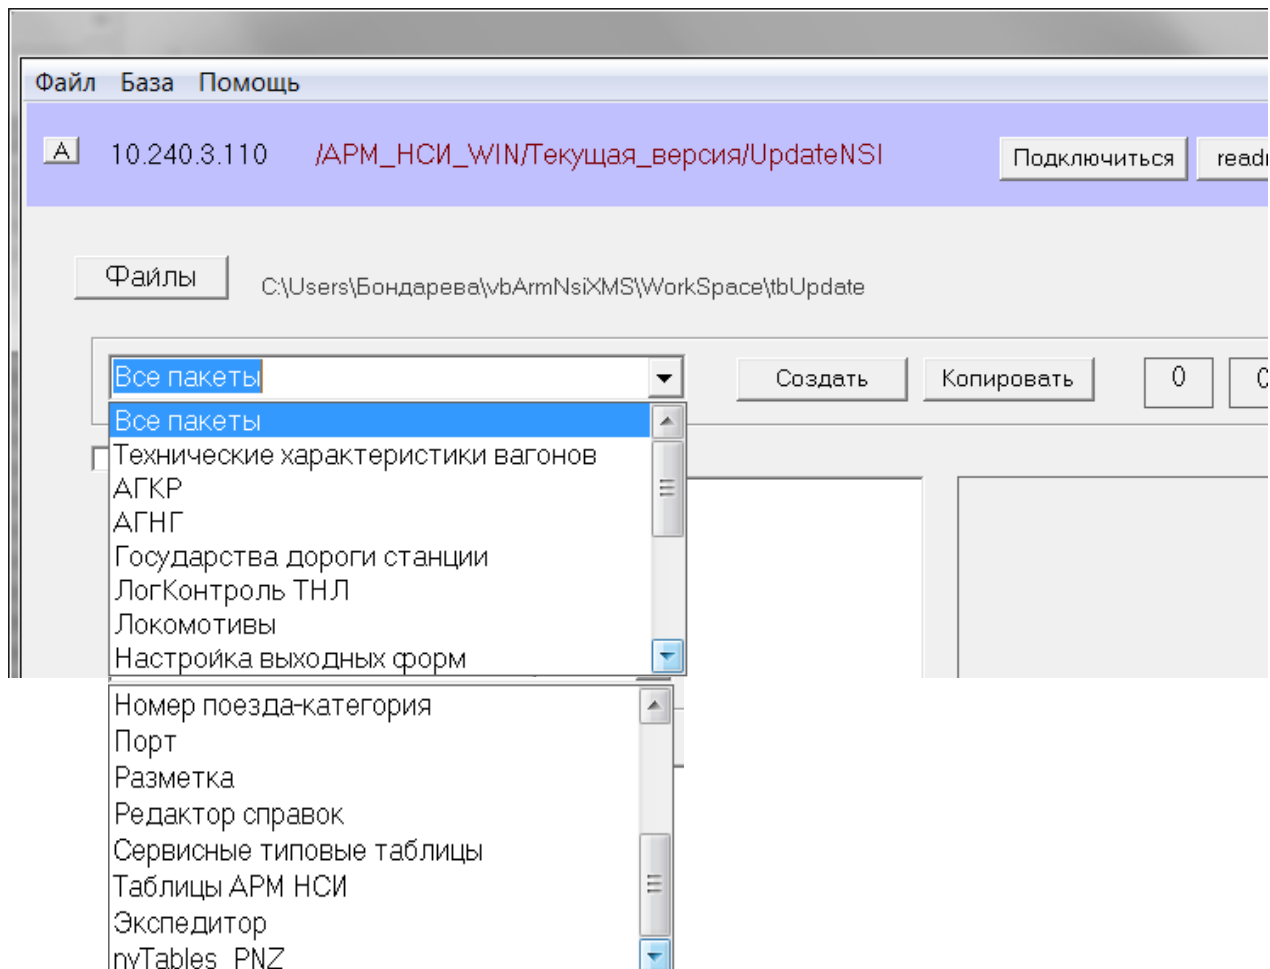 Файл База Помощь
А 10.240.3.110 /АРМ_НСИ_WIN/Текущая_версия/UpdateNSI Подключиться
Файлы C:\Users\Бондарева\vbArmNsiXMS\WorkSpace\tbUpdate
Все пакеты Создать Копировать 0
Все пакеты
Технические характеристики вагонов
АГКР
АГНГ
Государства дороги станции
ЛогКонтроль ТНЛ
Локомотивы
Настройка выходных форм
Номер поезда-категория
Порт
Разметка
Редактор справок
Сервисные типовые таблицы
Таблицы АРМ НСИ
Экспедитор